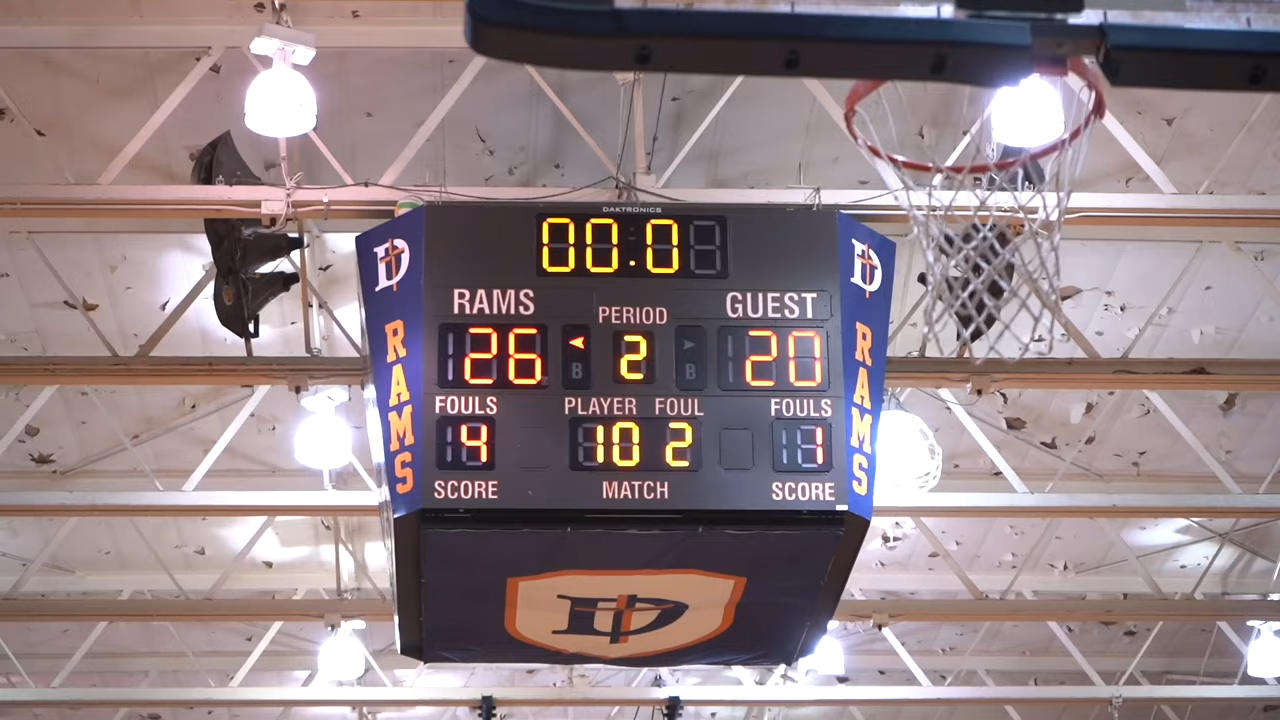 DAKTRONICS
00.0
RAMS PERIOD GUEST
26 B 2 B 20
FOULS PLAYER FOUL FOULS
4 10 2 1
SCORE MATCH SCORE
D
RAMS
D
RAMS
D